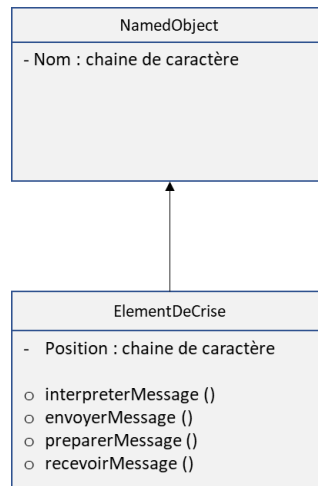 NamedObject
- Nom : chaine de caractère
ElementDeCrise
- Position : chaine de caractère
o interpreterMessage ()
o envoyerMessage ()
o preparerMessage ()
o recevoirMessage ()